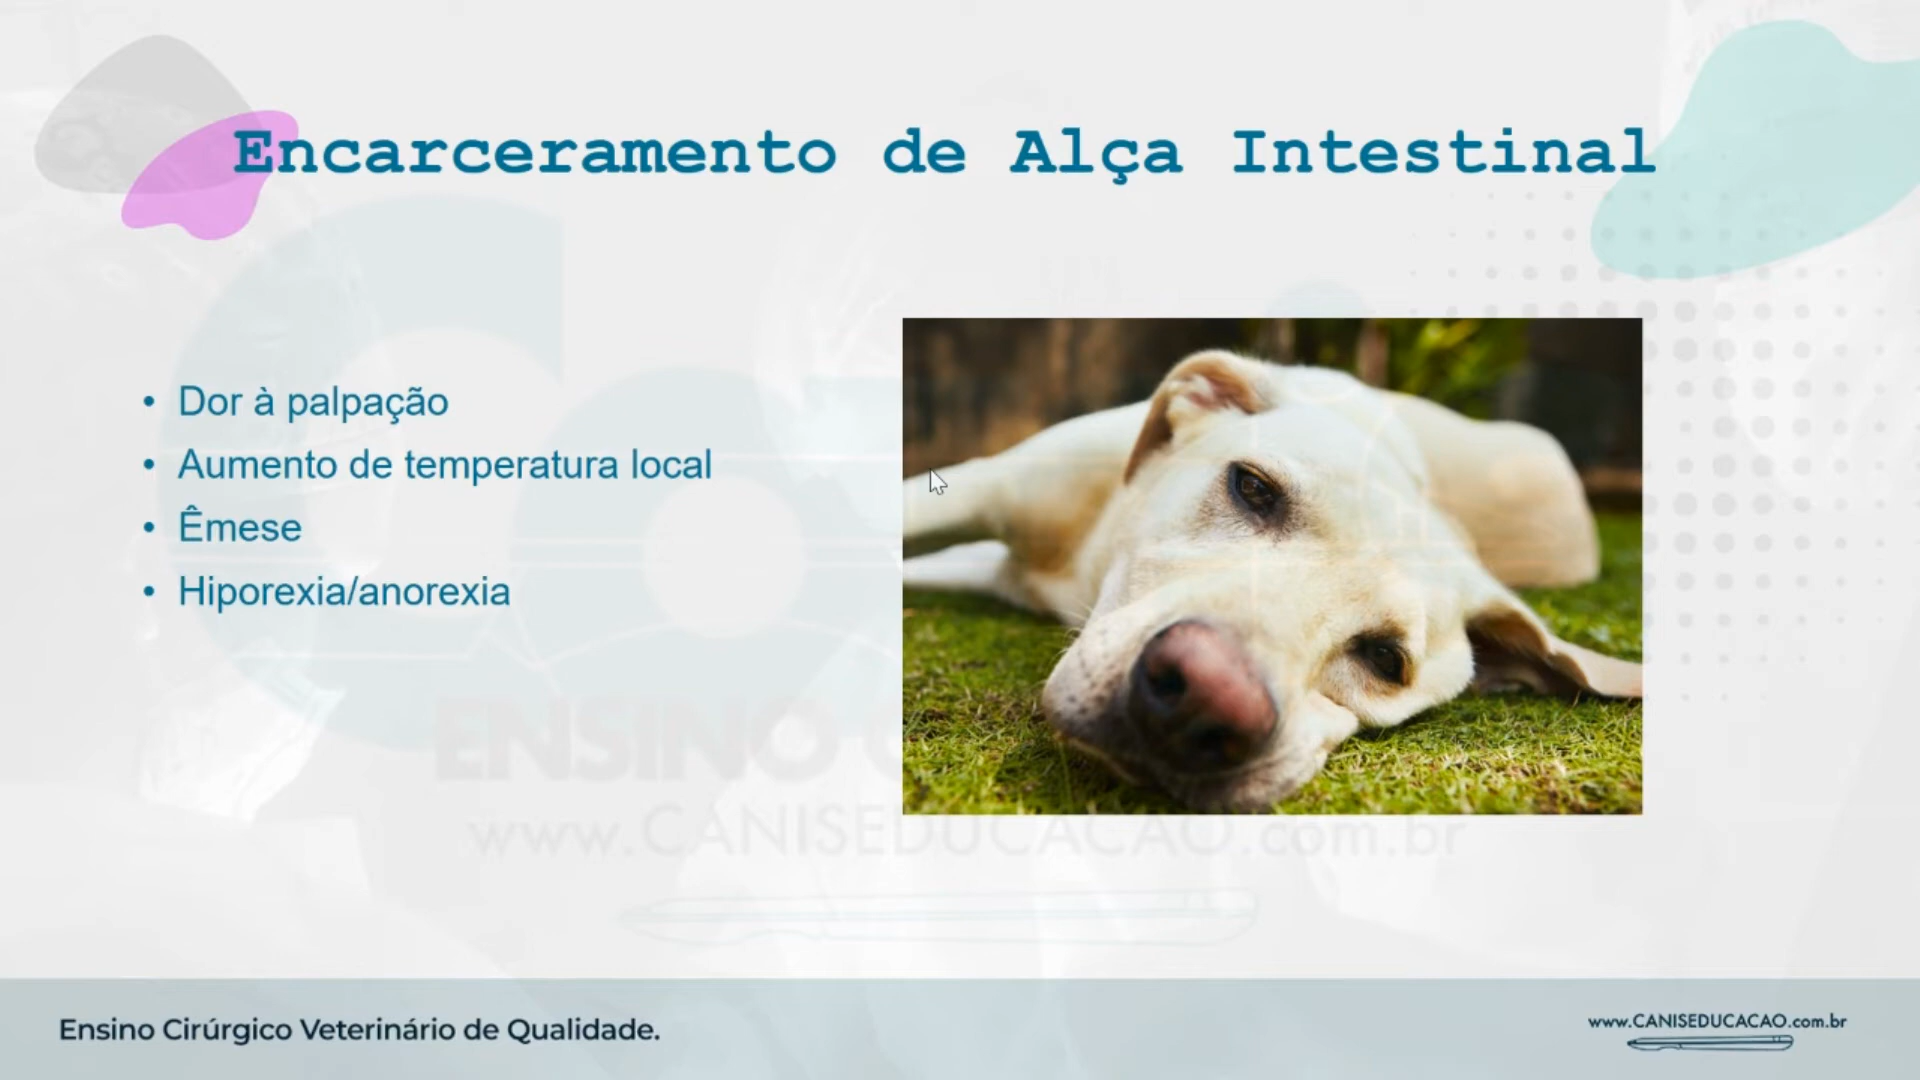 Encarceramento de Alça Intestinal
• Dor à palpação
• Aumento de temperatura local
• Êmese
• Hiporexia/anorexia
ENSINO
www.CANISEDUCACAO.com.br
Ensino Cirúrgico Veterinário de Qualidade.
www.CANISEDUCACAO.com.br